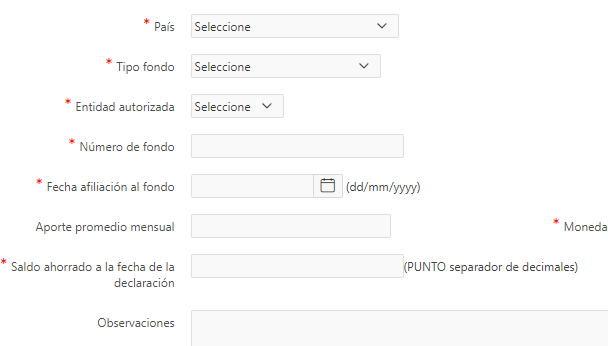 * País Seleccione
* Tipo fondo Seleccione
* Entidad autorizada Seleccione
* Número de fondo
* Fecha afiliación al fondo (dd/mm/yyyy)
Aporte promedio mensual * Moneda
* Saldo ahorrado a la fecha de la (PUNTO separador de decimales)
declaración
Observaciones